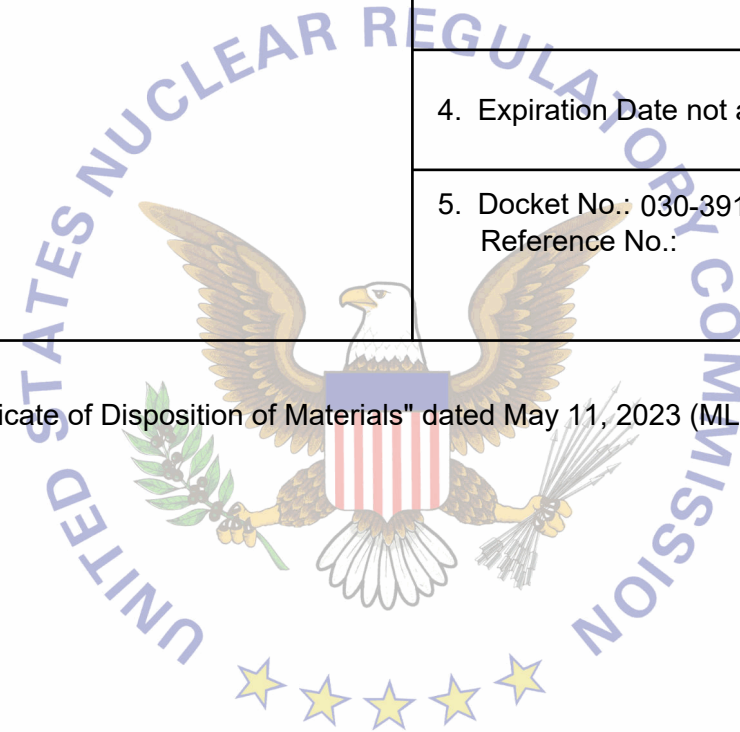 UNITED STATES NUCLEAR REGULATORY COMMISSION
4. Expiration Date not
5. Docket No.: 030-391
Reference No.:
of Disposition of Materials" dated May 11, 2023 (ML